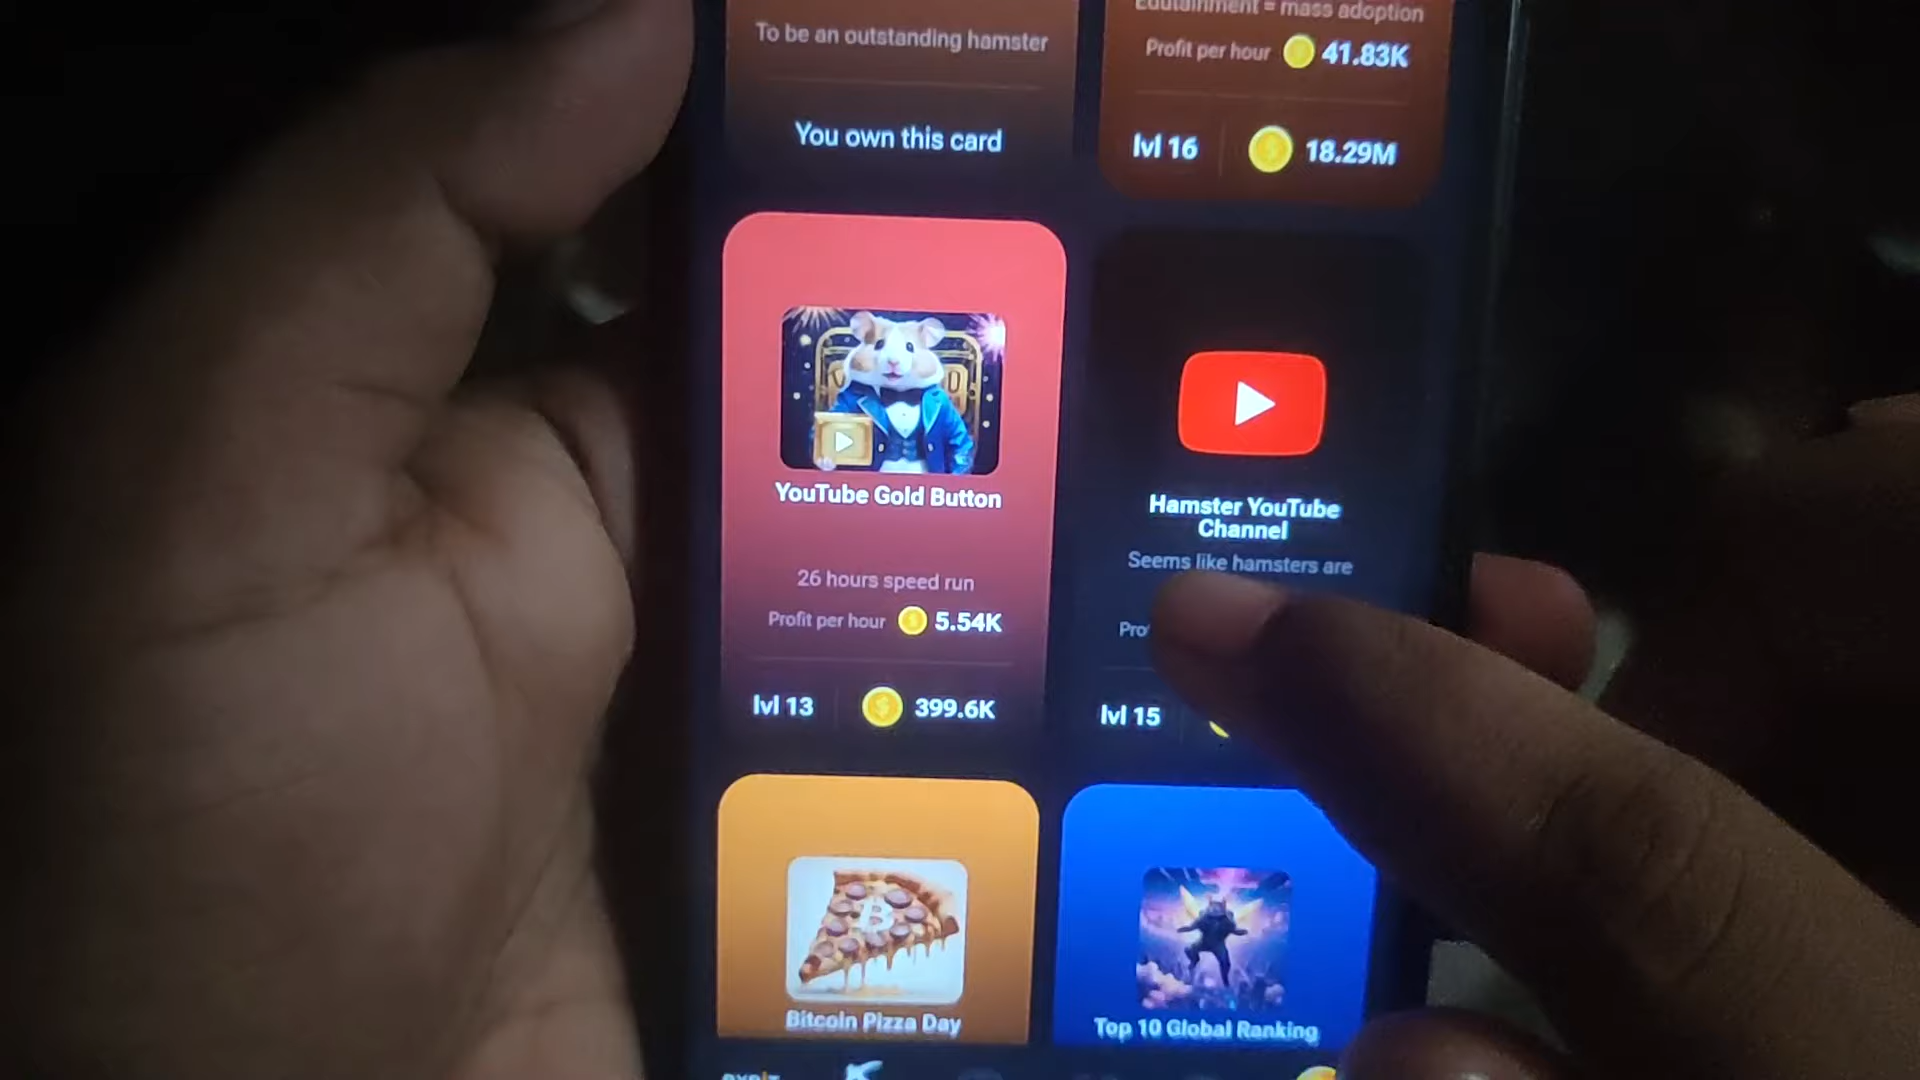 To be an outstanding hamster
You own this card
Edutainment = mass adoption
Profit per hour 41.83K
lvl 16 18.29M
YouTube Gold Button
26 hours speed run
Profit per hour 5.54K
lvl 13 399.6K
Hamster YouTube
Channel
Seems like hamsters are
lvl 15
Bitcoin Pizza Day
Top 10 Global Ranking